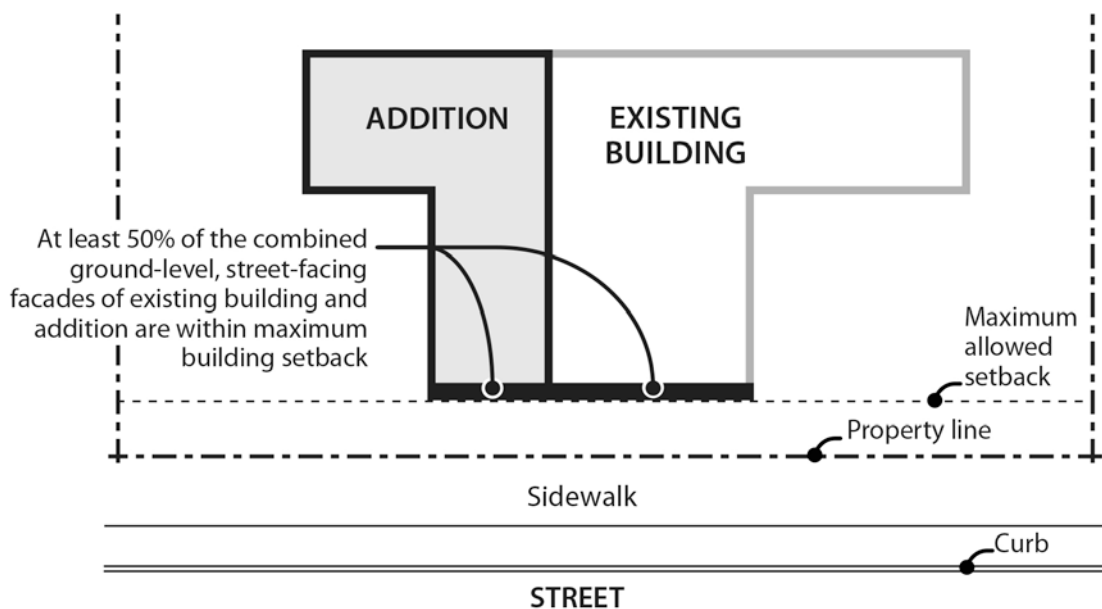 ADDITION
EXISTING
BUILDING
At least 50% of the combined
ground-level, street-facing
facades of existing building and
addition are within maximum
building setback
Maximum
allowed
setback
Property line
Sidewalk
Curb
STREET